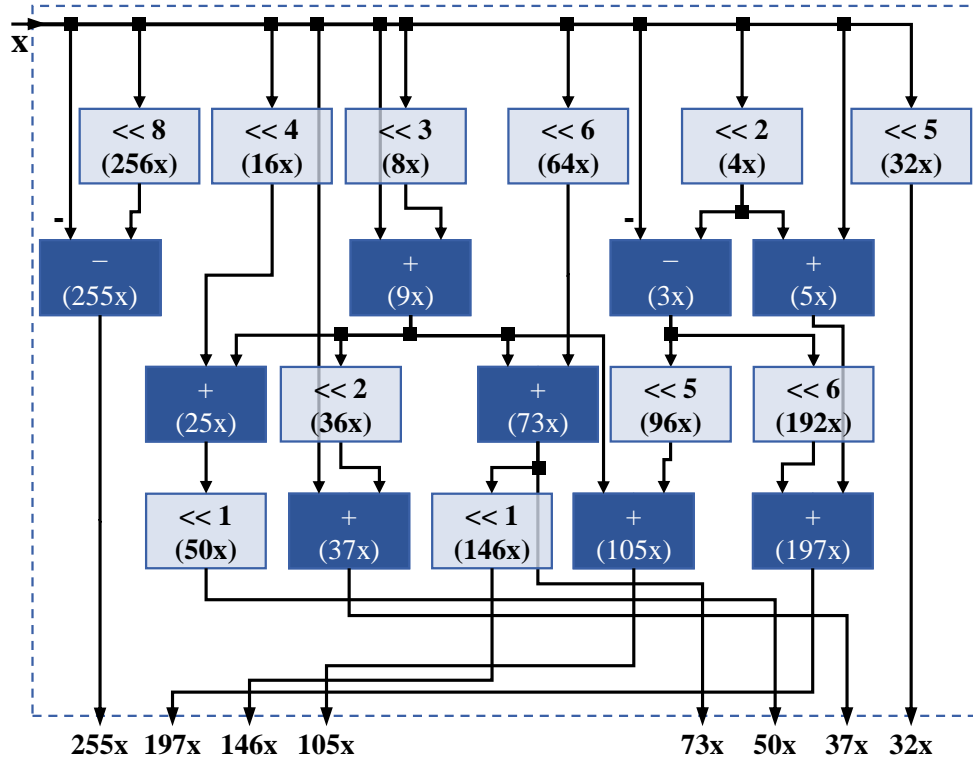 x
<< 8
(256x)
<< 4
(16x)
<< 3
(8x)
<< 6
(64x)
<< 2
(4x)
<< 5
(32x)
-
-
−
(255x)
+
(9x)
−
(3x)
+
(5x)
+
(25x)
<< 2
(36x)
+
(73x)
<< 5
(96x)
<< 6
(192x)
<< 1
(50x)
+
(37x)
<< 1
(146x)
+
(105x)
+
(197x)
255x 197x 146x 105x 73x 50x 37x 32x